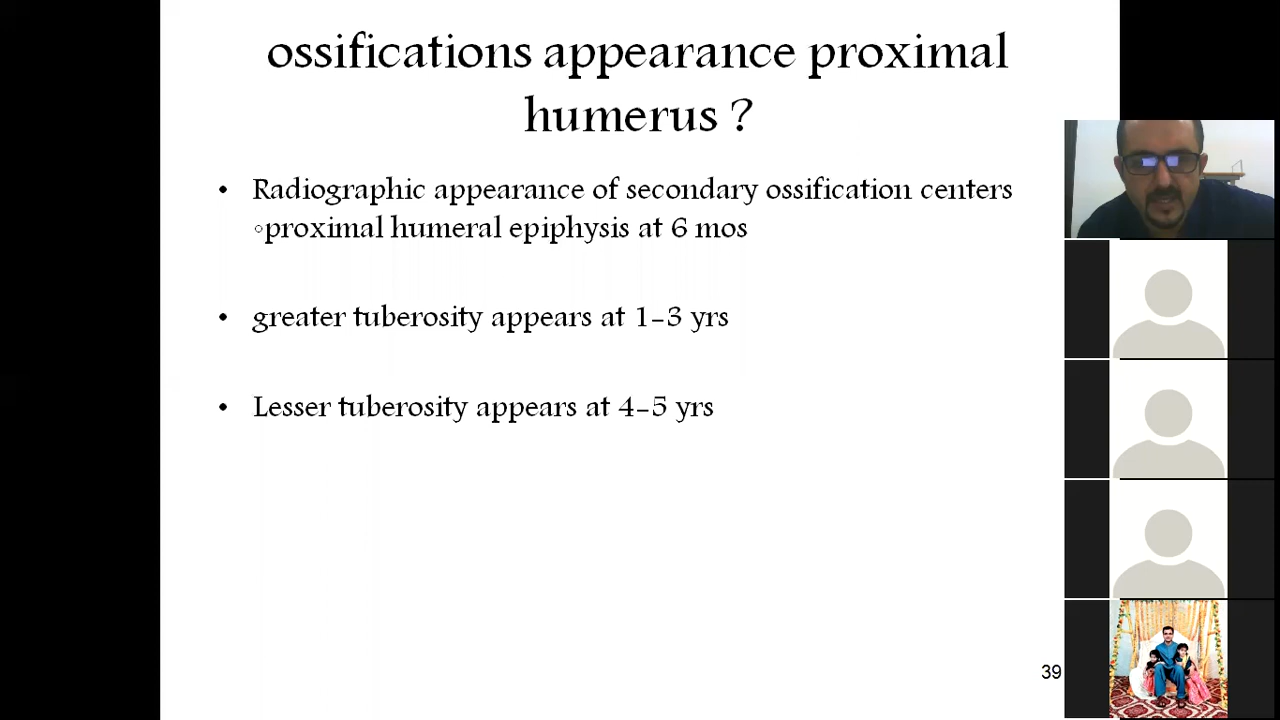 ossifications appearance proximal
humerus ?
• Radiographic appearance of secondary ossification centers
◦proximal humeral epiphysis at 6 mos
• greater tuberosity appears at 1-3 yrs
• Lesser tuberosity appears at 4-5 yrs
39